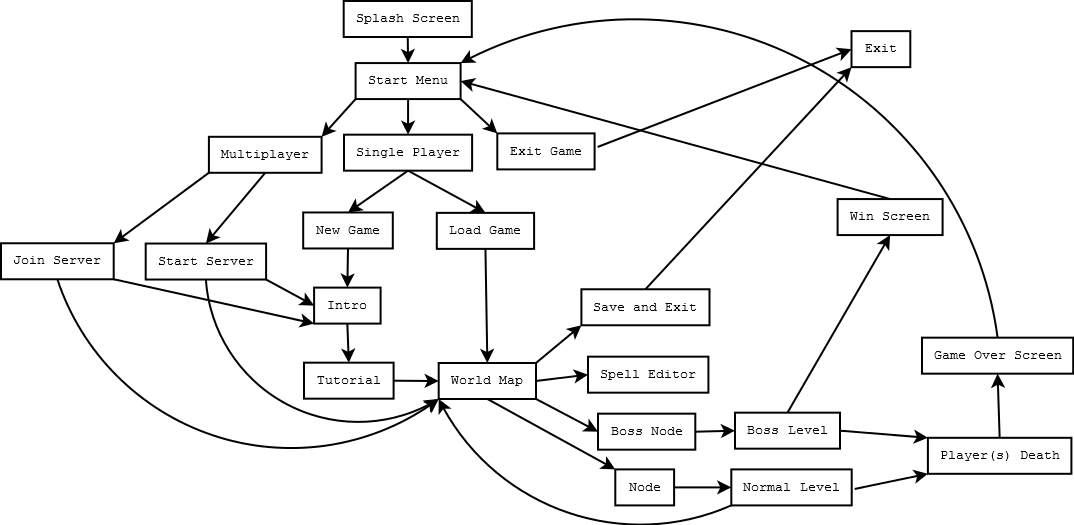 Splash Screen
Exit
Start Menu
Multiplayer
Single Player
Exit Game
Win Screen
New Game
Load Game
Join Server
Start Server
Intro
Save and Exit
Game Over Screen
Tutorial
World Map
Spell Editor
Boss Node
Boss Level
Player(s) Death
Node
Normal Level